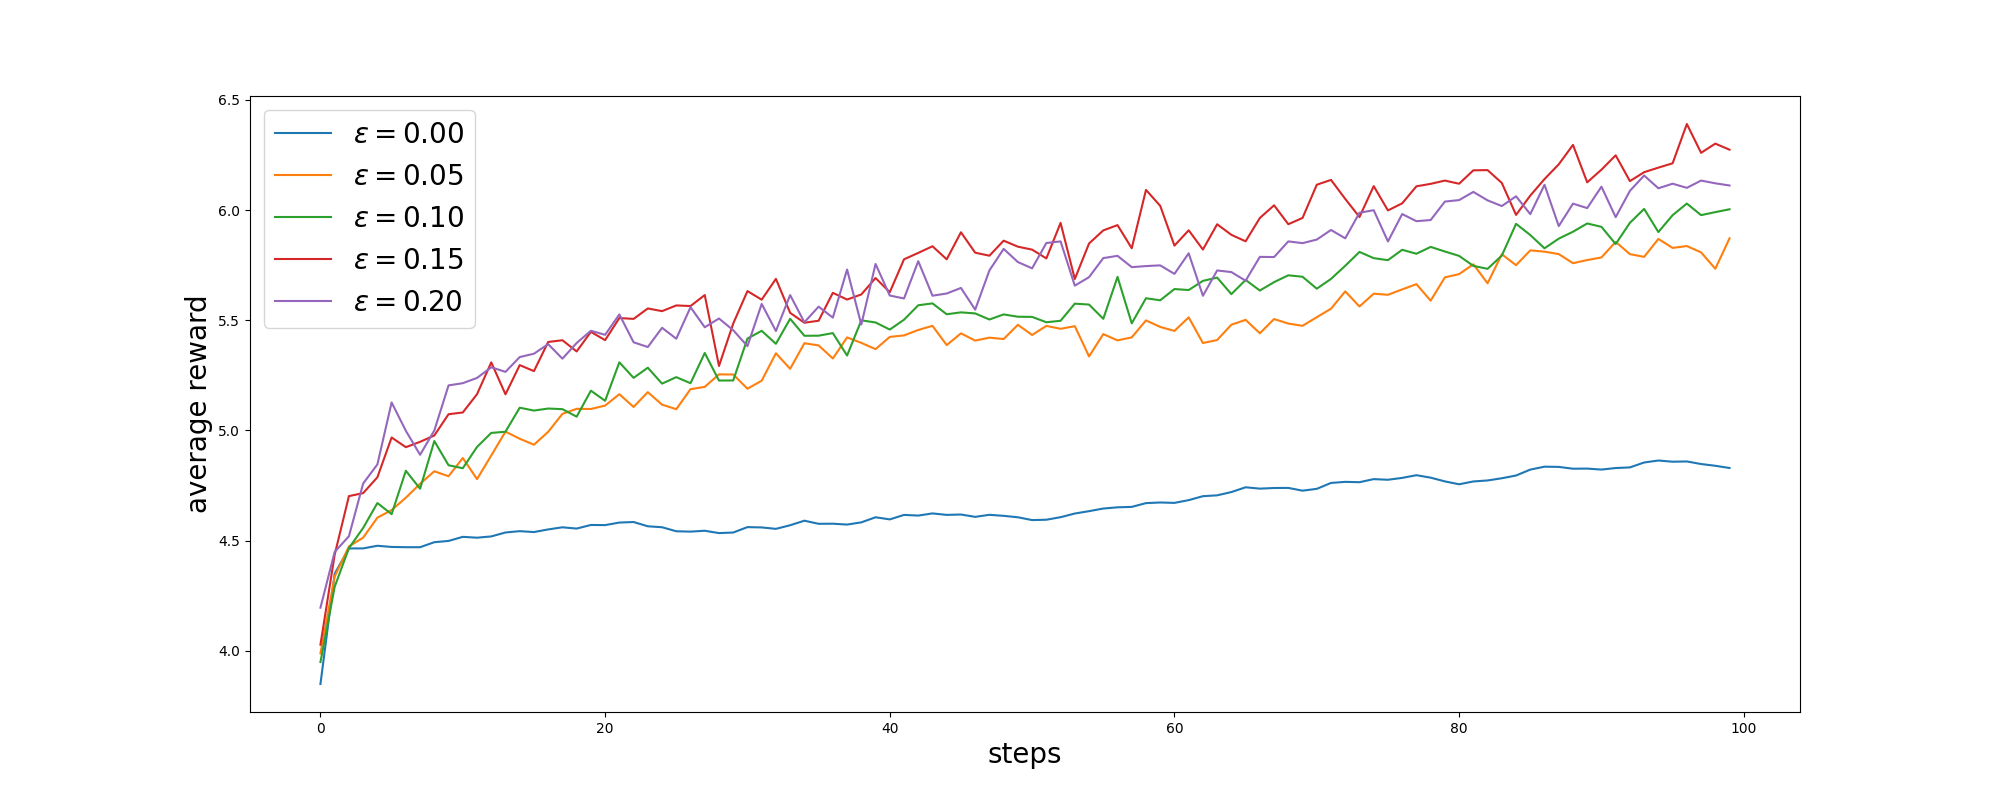 6.5
6.0
5.5
5.0
4.5
4.0
average reward
ε = 0.00
ε = 0.05
ε = 0.10
ε = 0.15
ε = 0.20
0 20 40 60 80 100
steps